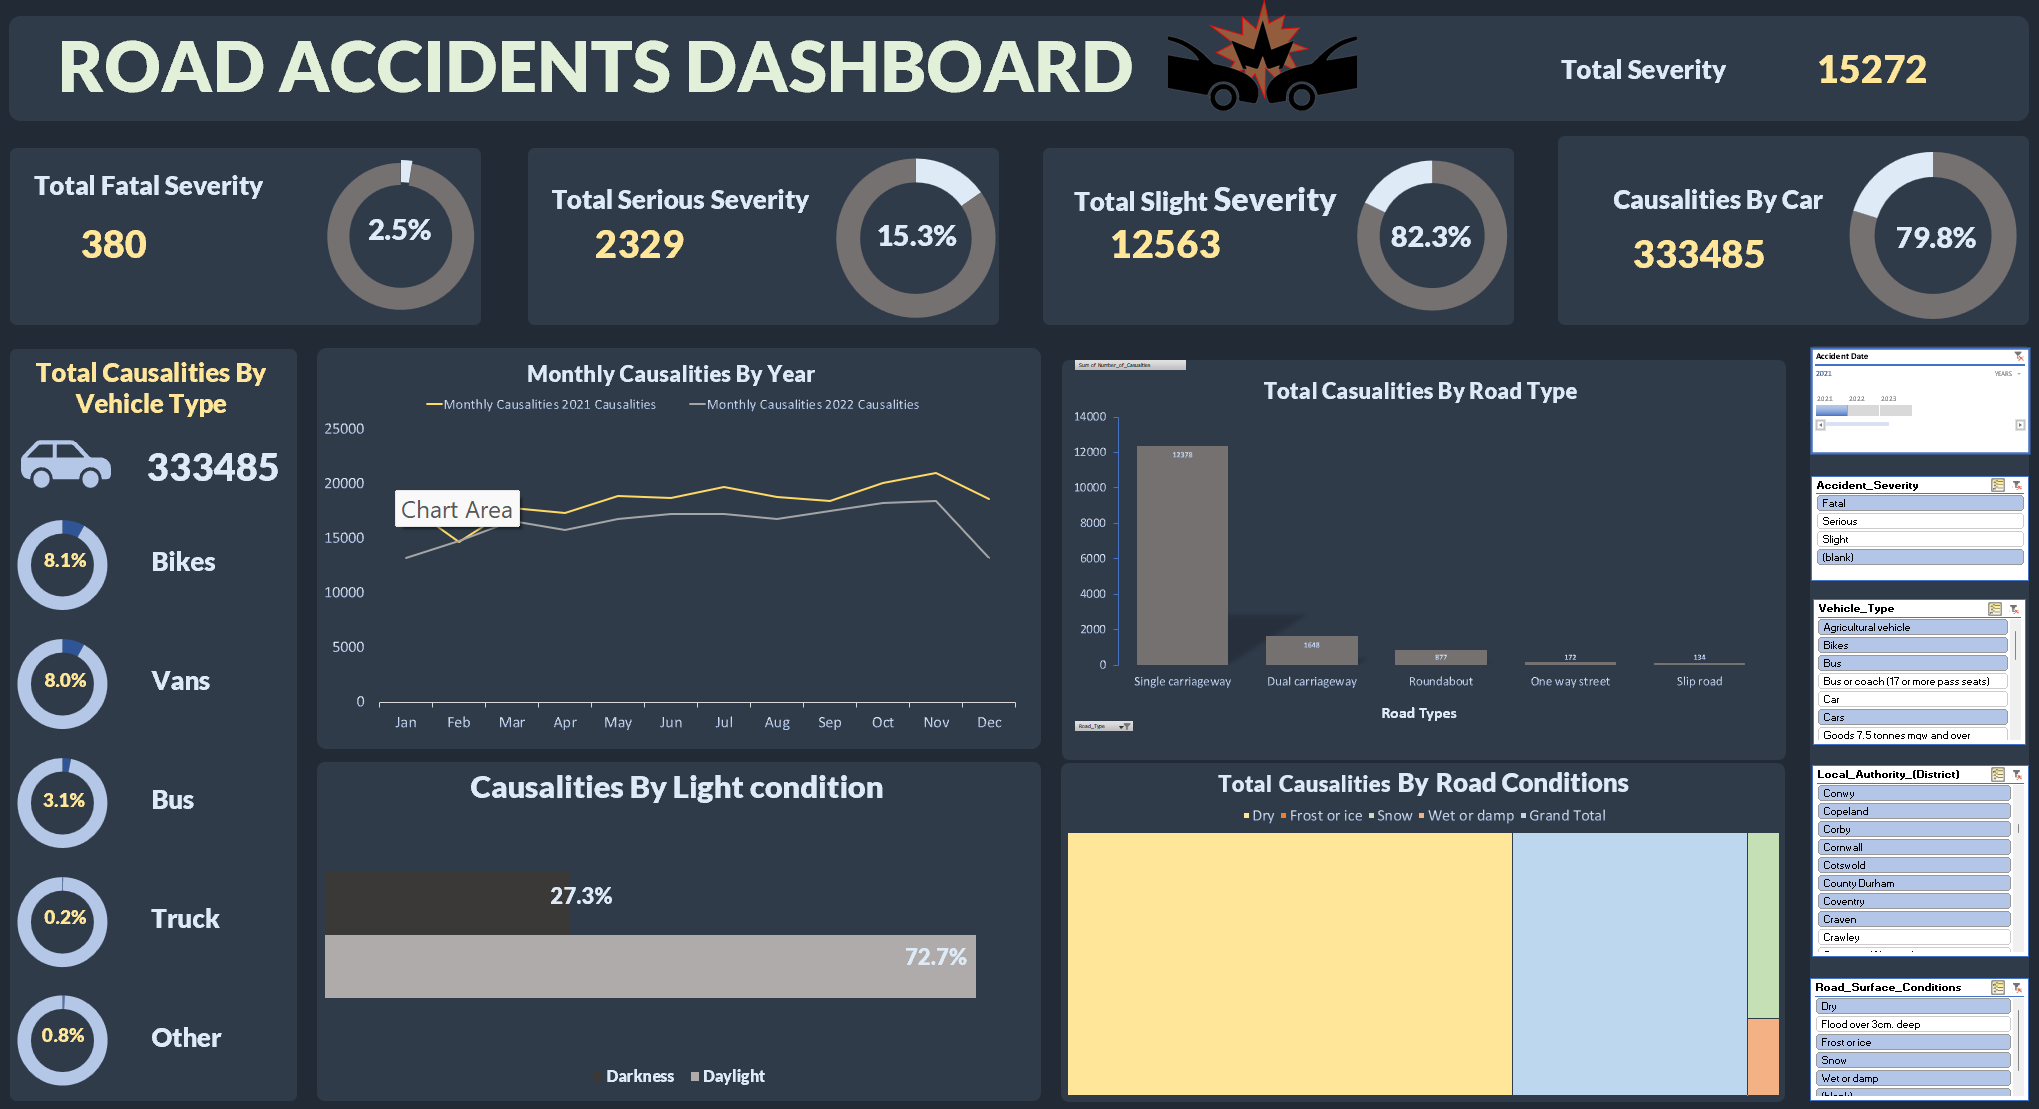 ROAD ACCIDENTS DASHBOARD
Total Severity
15272
Total Fatal Severity
380
2.5%
Total Serious Severity
2329
15.3%
Total Slight Severity
12563
82.3%
Causalities By Car
333485
79.8%
Total Causalities By
Vehicle Type
333485
8.1%
Bikes
8.0%
Vans
3.1%
Bus
0.2%
Truck
0.8%
Other
Monthly Causalities By Year
Monthly Causalities 2021 Causalities
Monthly Causalities 2022 Causalities
25000
20000
15000
10000
5000
0
Chart Area
Jan
Feb
Mar
Apr
May
Jun
Jul
Aug
Sep
Oct
Nov
Dec
Sum of Number_of_Casualties
Total Casualities By Road Type
14000
12000
10000
8000
6000
4000
2000
0
12378
1648
877
172
134
Single carriageway
Dual carriageway
Roundabout
One way street
Slip road
Road Types
Road_Type
Causalities By Light condition
27.3%
72.7%
Darkness
Daylight
Total Causalities By Road Conditions
Dry
Frost or ice
Snow
Wet or damp
Grand Total
Accident Date
2021
YEARS
2021
2022
2023
Accident_Severity
Fatal
Serious
Slight
(blank)
Vehicle_Type
Agricultural vehicle
Bikes
Bus
Bus or coach (17 or more pass seats)
Car
Cars
Goods 7.5 tonnes mgw and over
Local_Authority_(District)
Conwy
Copeland
Corby
Cornwall
Cotswold
County Durham
Coventry
Craven
Crawley
Road_Surface_Conditions
Dry
Flood over 3cm. deep
Frost or ice
Snow
Wet or damp
(blank)